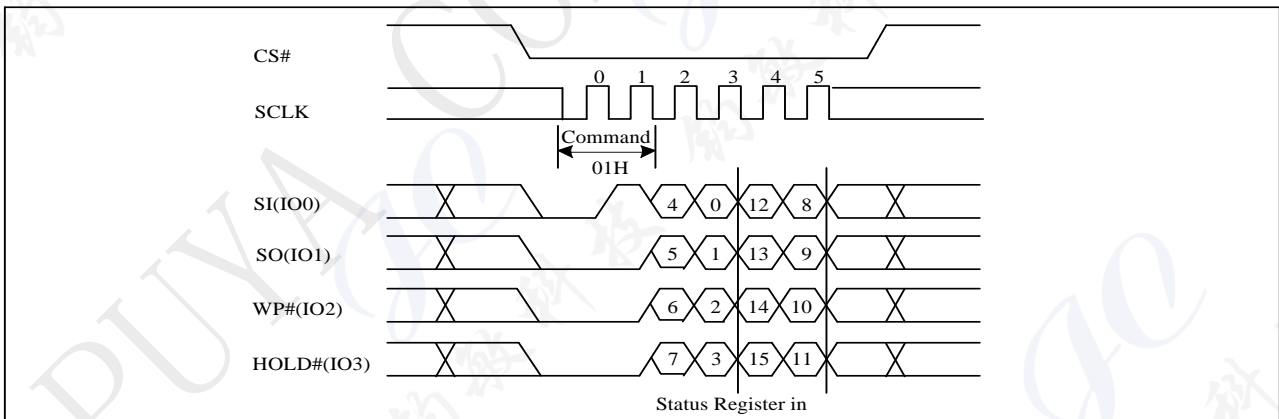 CS#
0 1 2 3 4 5
SCLK
Command
01H
SI(IO0) 4 0 12 8
SO(IO1) 5 1 13 9
WP#(IO2) 6 2 14 10
HOLD#(IO3) 7 3 15 11
Status Register in
PUYA